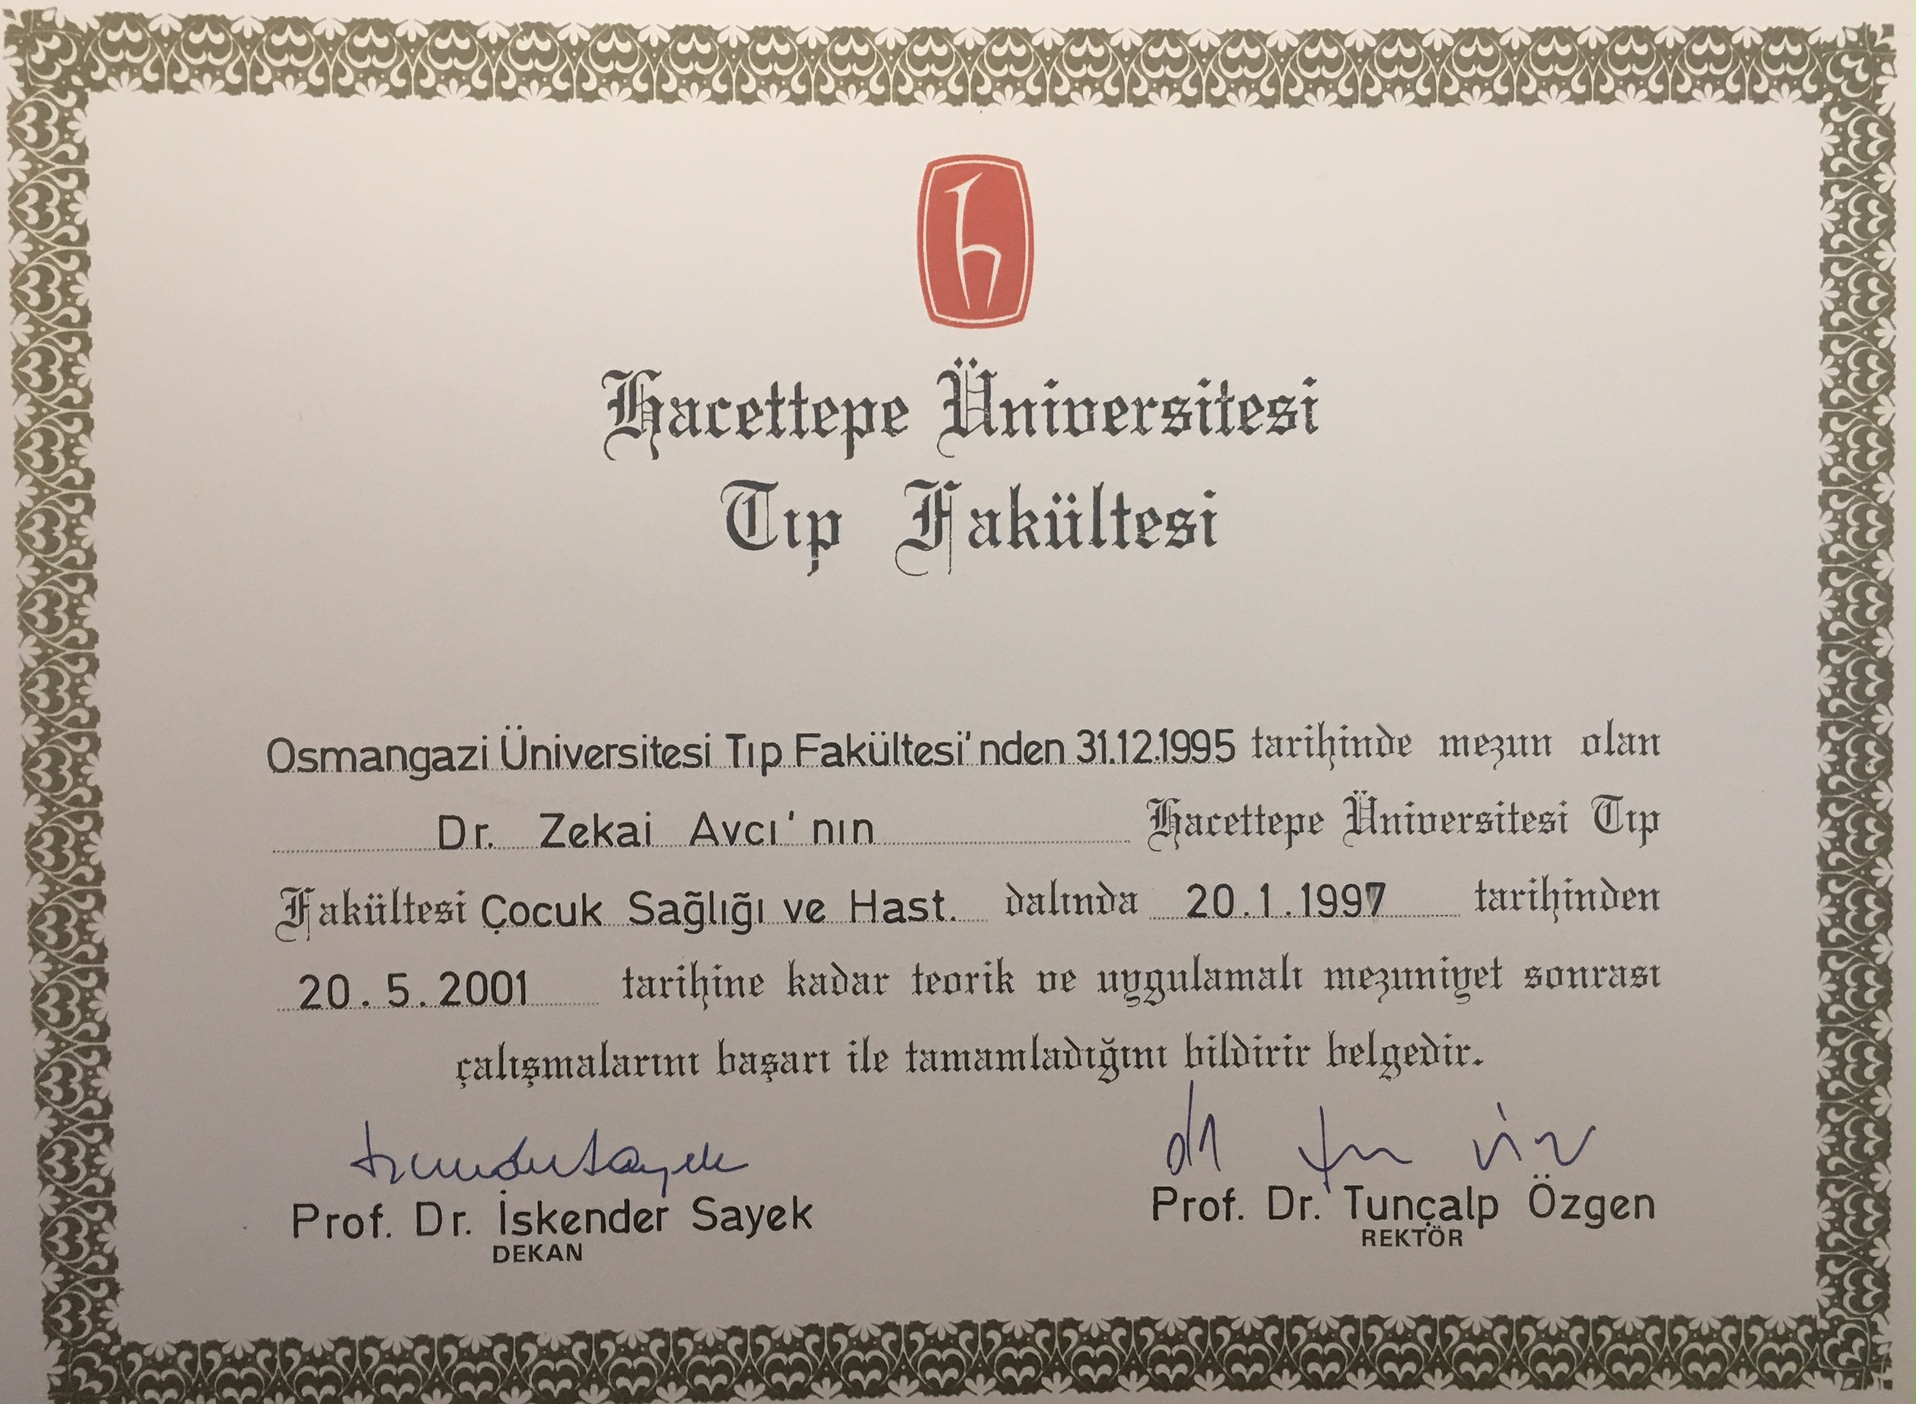 h
Hacettepe Üniversitesi
Tıp Fakültesi
Osmangazi Üniversitesi Tıp Fakültesi'nden 31.12.1995 tarihinde mezun olan
Dr. Zekai Avcı'nın Hacettepe Üniversitesi Tıp
Fakültesi Çocuk Sağlığı ve Hast. dalında 20.1.1997 tarihinden
20.5.2001 tarihine kadar teorik ve uygulamalı mezuniyet sonrası
çalışmalarını başarı ile tamamladığını bildirir belgedir.
Prof. Dr. İskender Sayek
DEKAN
Prof. Dr. Tunçalp Özgen
REKTÖR